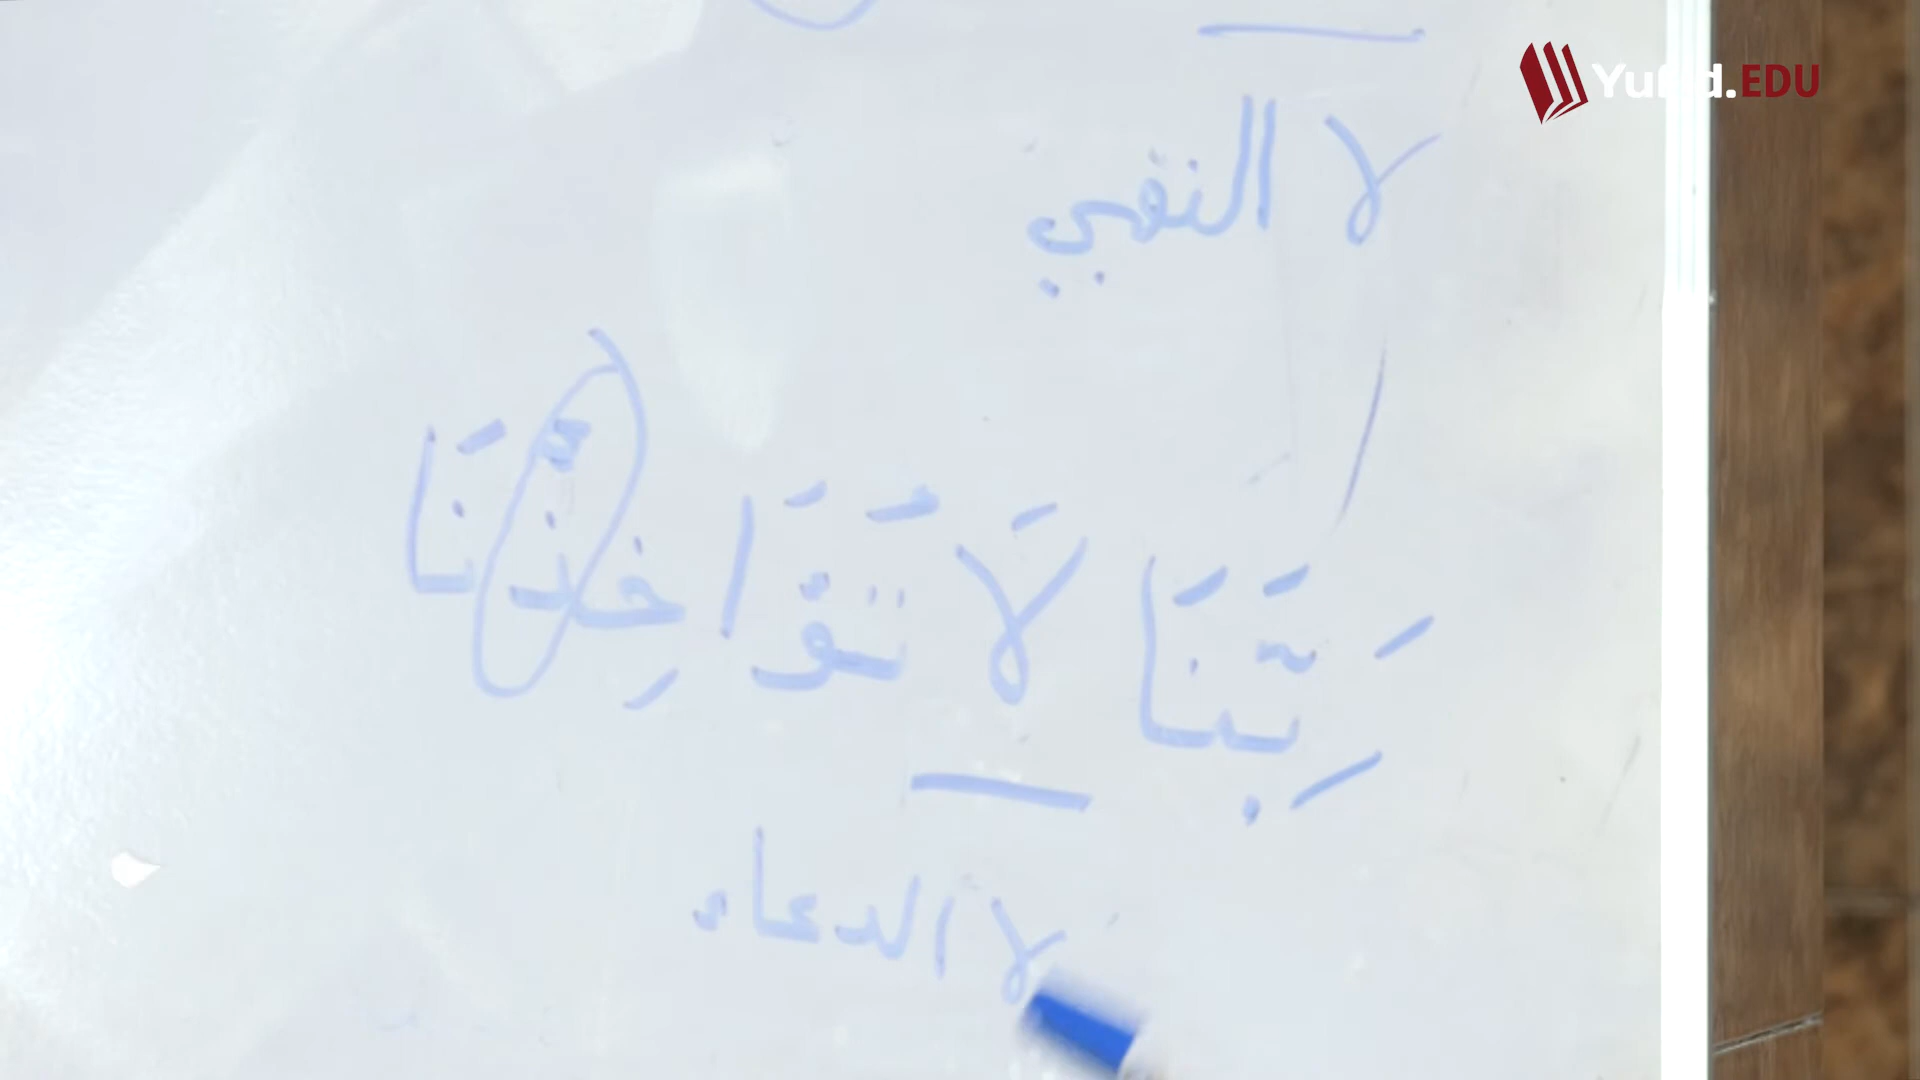 Yufid.EDU
لا النفي
رَبَّنَا لَا تُؤَاخِذْنَا
لا الدعاء